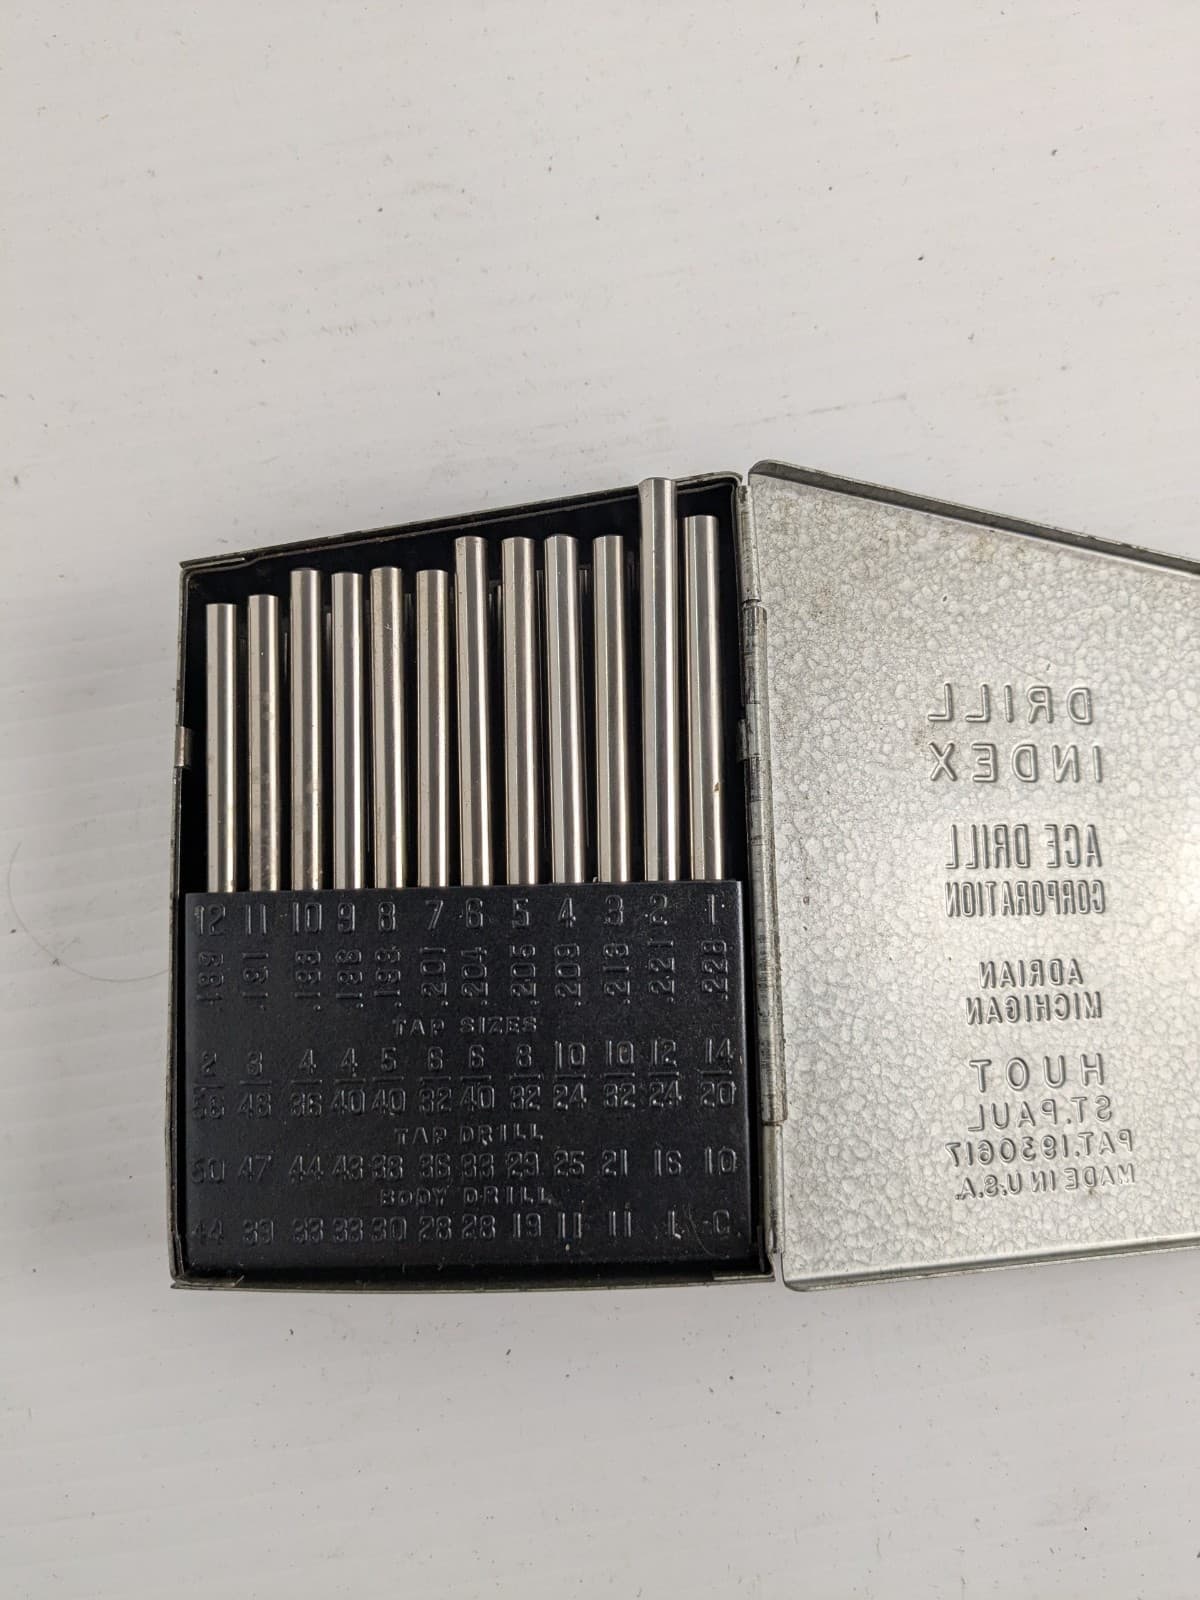 12 11 10 9 8 7 6 5 4 3 2 1
.189 .191 .193 .196 .199 .201 .204 .205 .209 .213 .221 .228
TAP SIZES
2/56 3/48 4/36 4/40 5/40 6/32 6/40 8/32 10/24 10/32 12/24 14/20
TAP DRILL
50 47 44 43 38 36 33 29 25 21 16 10
BODY DRILL
44 39 33 33 30 28 28 19 11 11 1
DRILL
INDEX
ACE DRILL
CORPORATION
ADRIAN
MICHIGAN
HUOT
ST. PAUL
PAT. 1930617
MADE IN U.S.A.